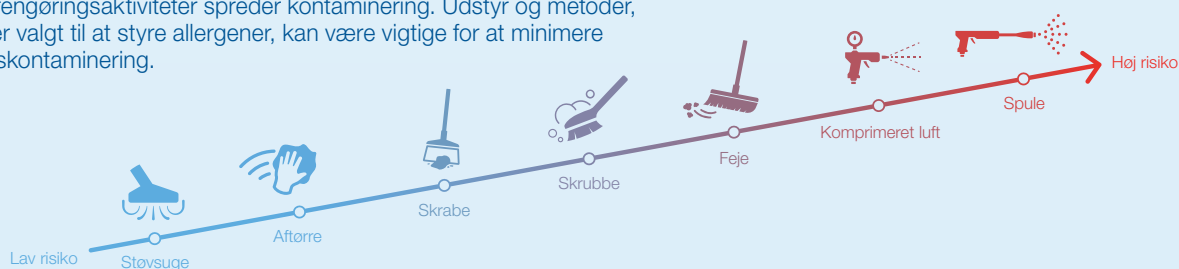 rengøringsaktiviteter spreder kontaminering. Udstyr og metoder,
er valgt til at styre allergener, kan være vigtige for at minimere
skontaminering.
Høj risiko
Spule
Komprimeret luft
Feje
Skrubbe
Skrabe
Aftørre
Lav risiko
Støvsuge